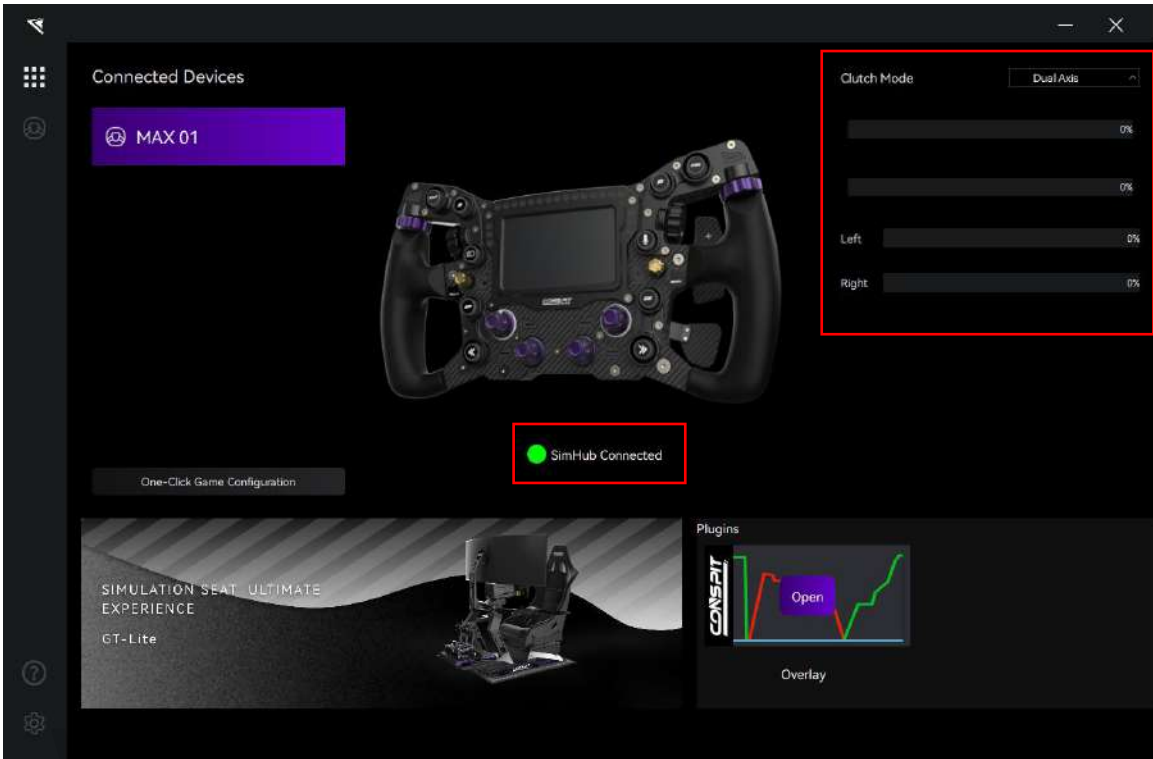 Connected Devices
MAX 01
Clutch Mode
Dual Axis
0%
0%
Left
0%
Right
0%
CONSPIT
SimHub Connected
One-Click Game Configuration
SIMULATION SEAT ULTIMATE
EXPERIENCE
GT-Lite
Plugins
CONSPIT
Open
Overlay